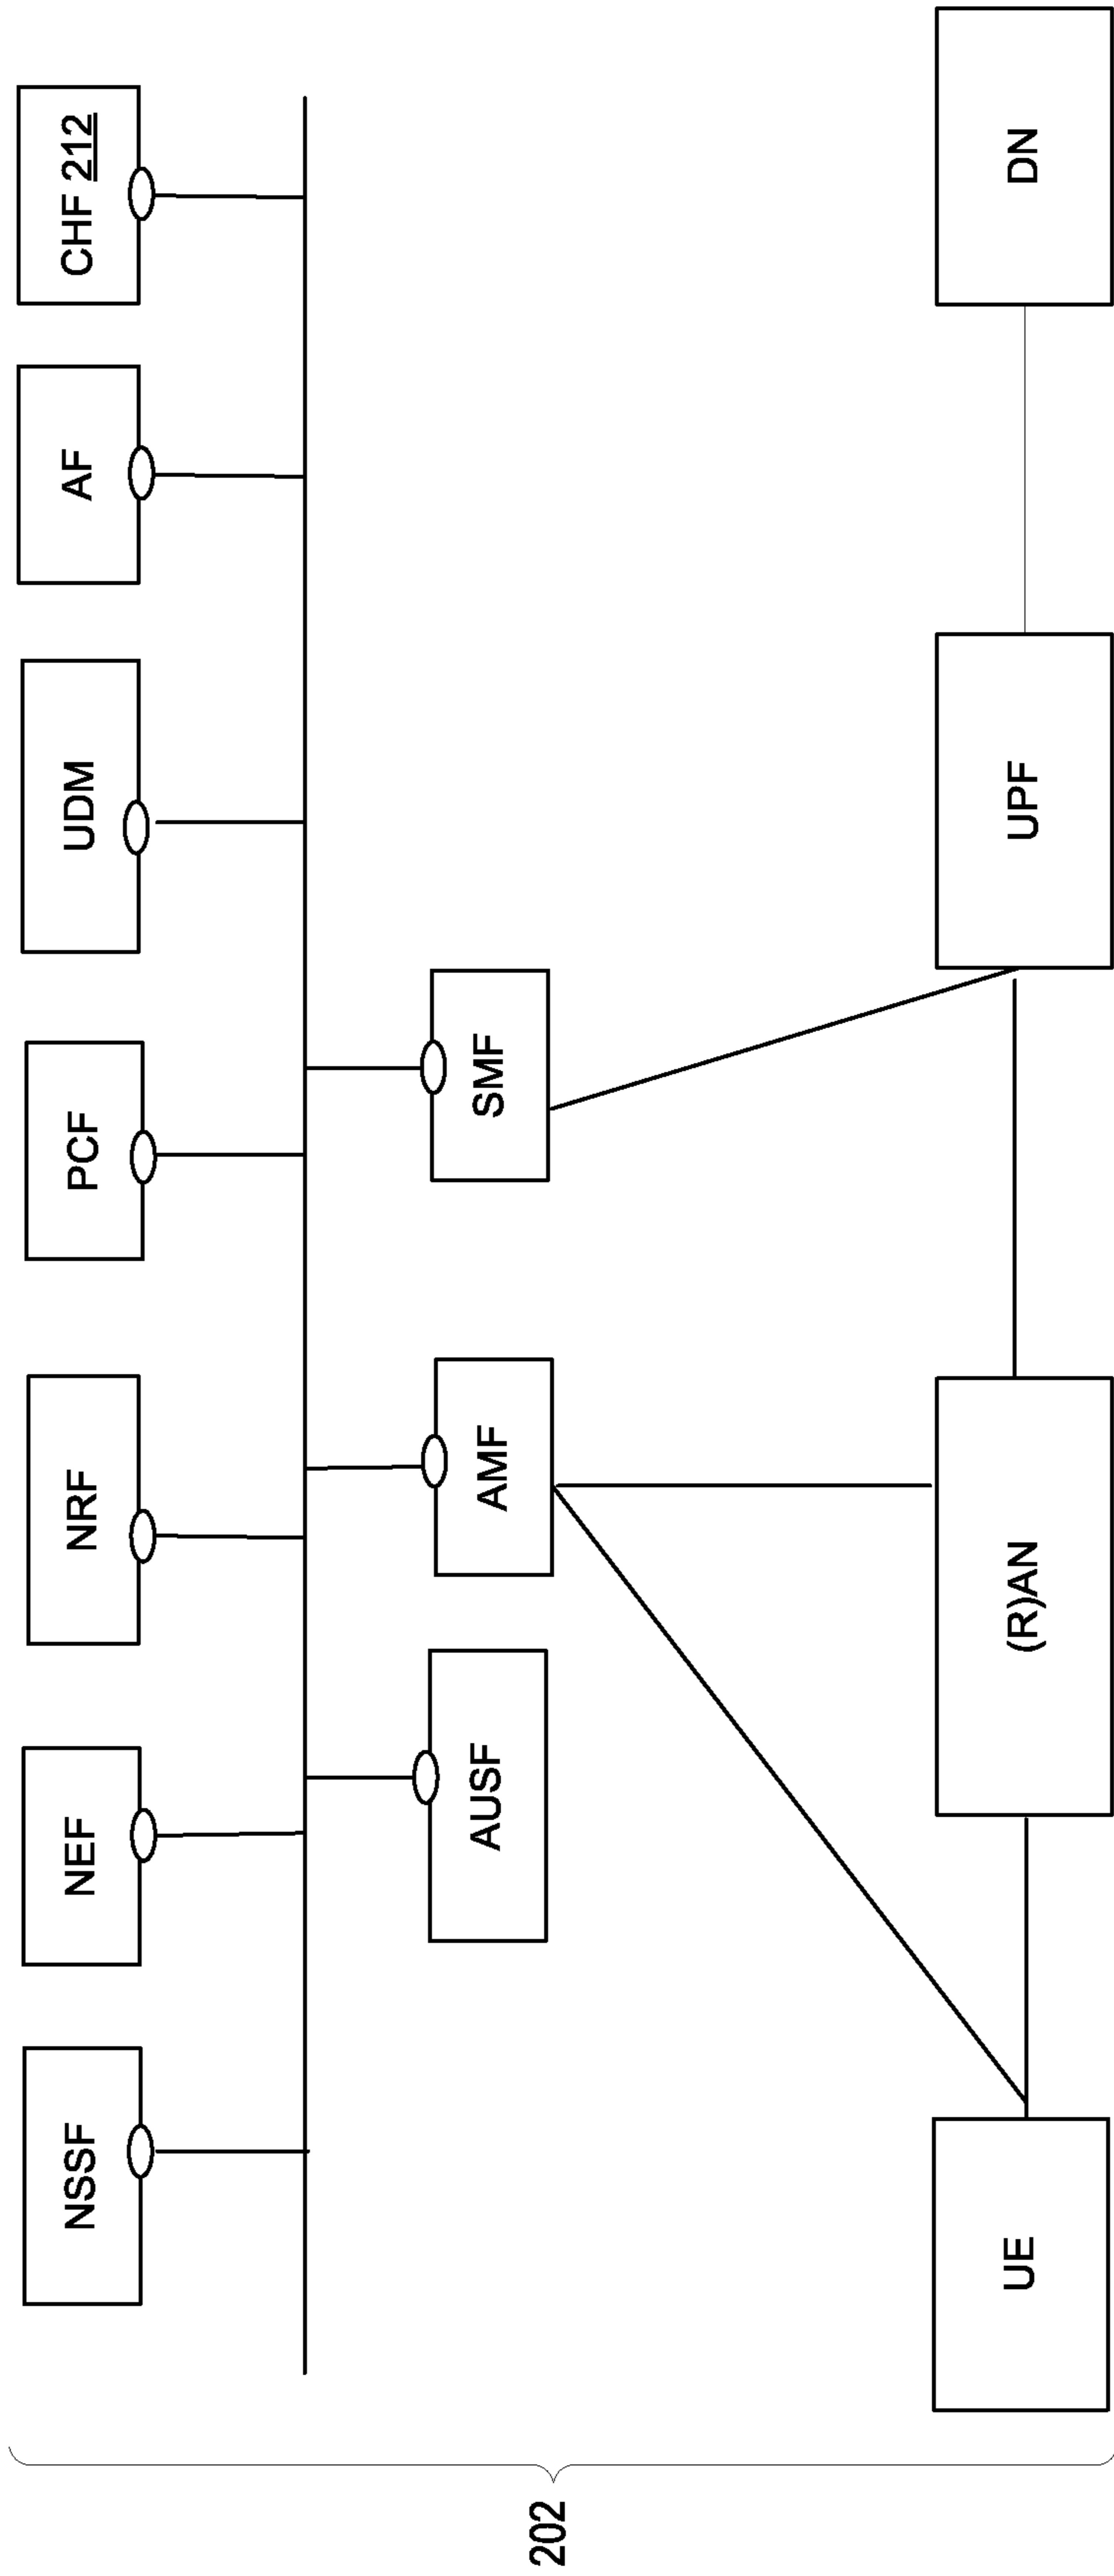 202
NSSF
NEF
NRF
PCF
UDM
AF
CHF 212
AUSF
AMF
SMF
UE
(R)AN
UPF
DN